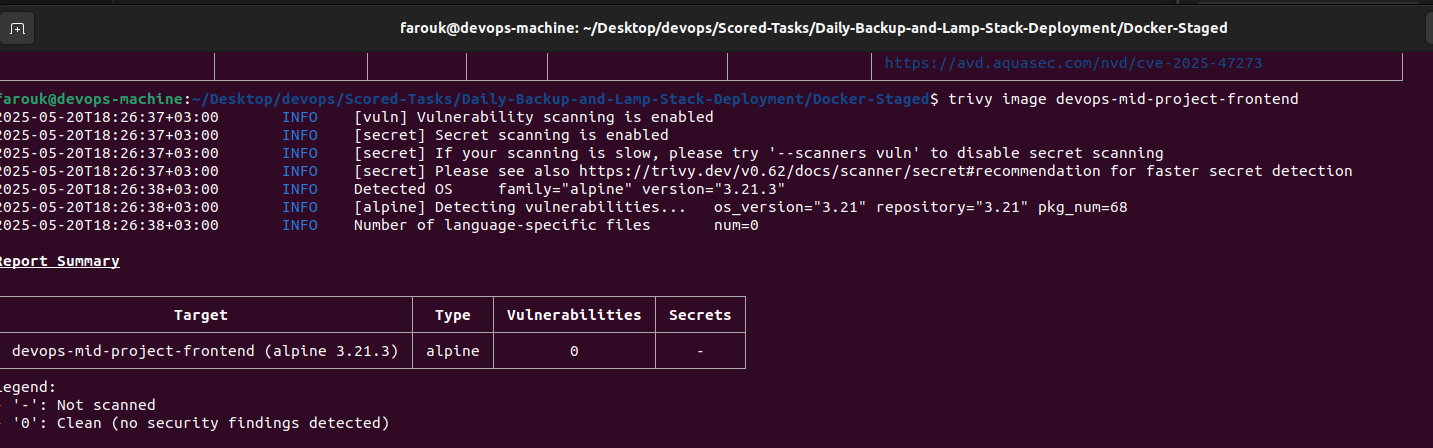 farouk@devops-machine: ~/Desktop/devops/Scored-Tasks/Daily-Backup-and-Lamp-Stack-Deployment/Docker-Staged
https://avd.aquasec.com/nvd/cve-2025-47273
farouk@devops-machine:~/Desktop/devops/Scored-Tasks/Daily-Backup-and-Lamp-Stack-Deployment/Docker-Staged$ trivy image devops-mid-project-frontend
2025-05-20T18:26:37+03:00 INFO [vuln] Vulnerability scanning is enabled
2025-05-20T18:26:37+03:00 INFO [secret] Secret scanning is enabled
2025-05-20T18:26:37+03:00 INFO [secret] If your scanning is slow, please try '--scanners vuln' to disable secret scanning
2025-05-20T18:26:37+03:00 INFO [secret] Please see also https://trivy.dev/v0.62/docs/scanner/secret#recommendation for faster secret detection
2025-05-20T18:26:38+03:00 INFO Detected OS family="alpine" version="3.21.3"
2025-05-20T18:26:38+03:00 INFO [alpine] Detecting vulnerabilities... os_version="3.21" repository="3.21" pkg_num=68
2025-05-20T18:26:38+03:00 INFO Number of language-specific files num=0
Report Summary
Target Type Vulnerabilities Secrets
devops-mid-project-frontend (alpine 3.21.3) alpine 0 -
Legend:
- '-': Not scanned
- '0': Clean (no security findings detected)